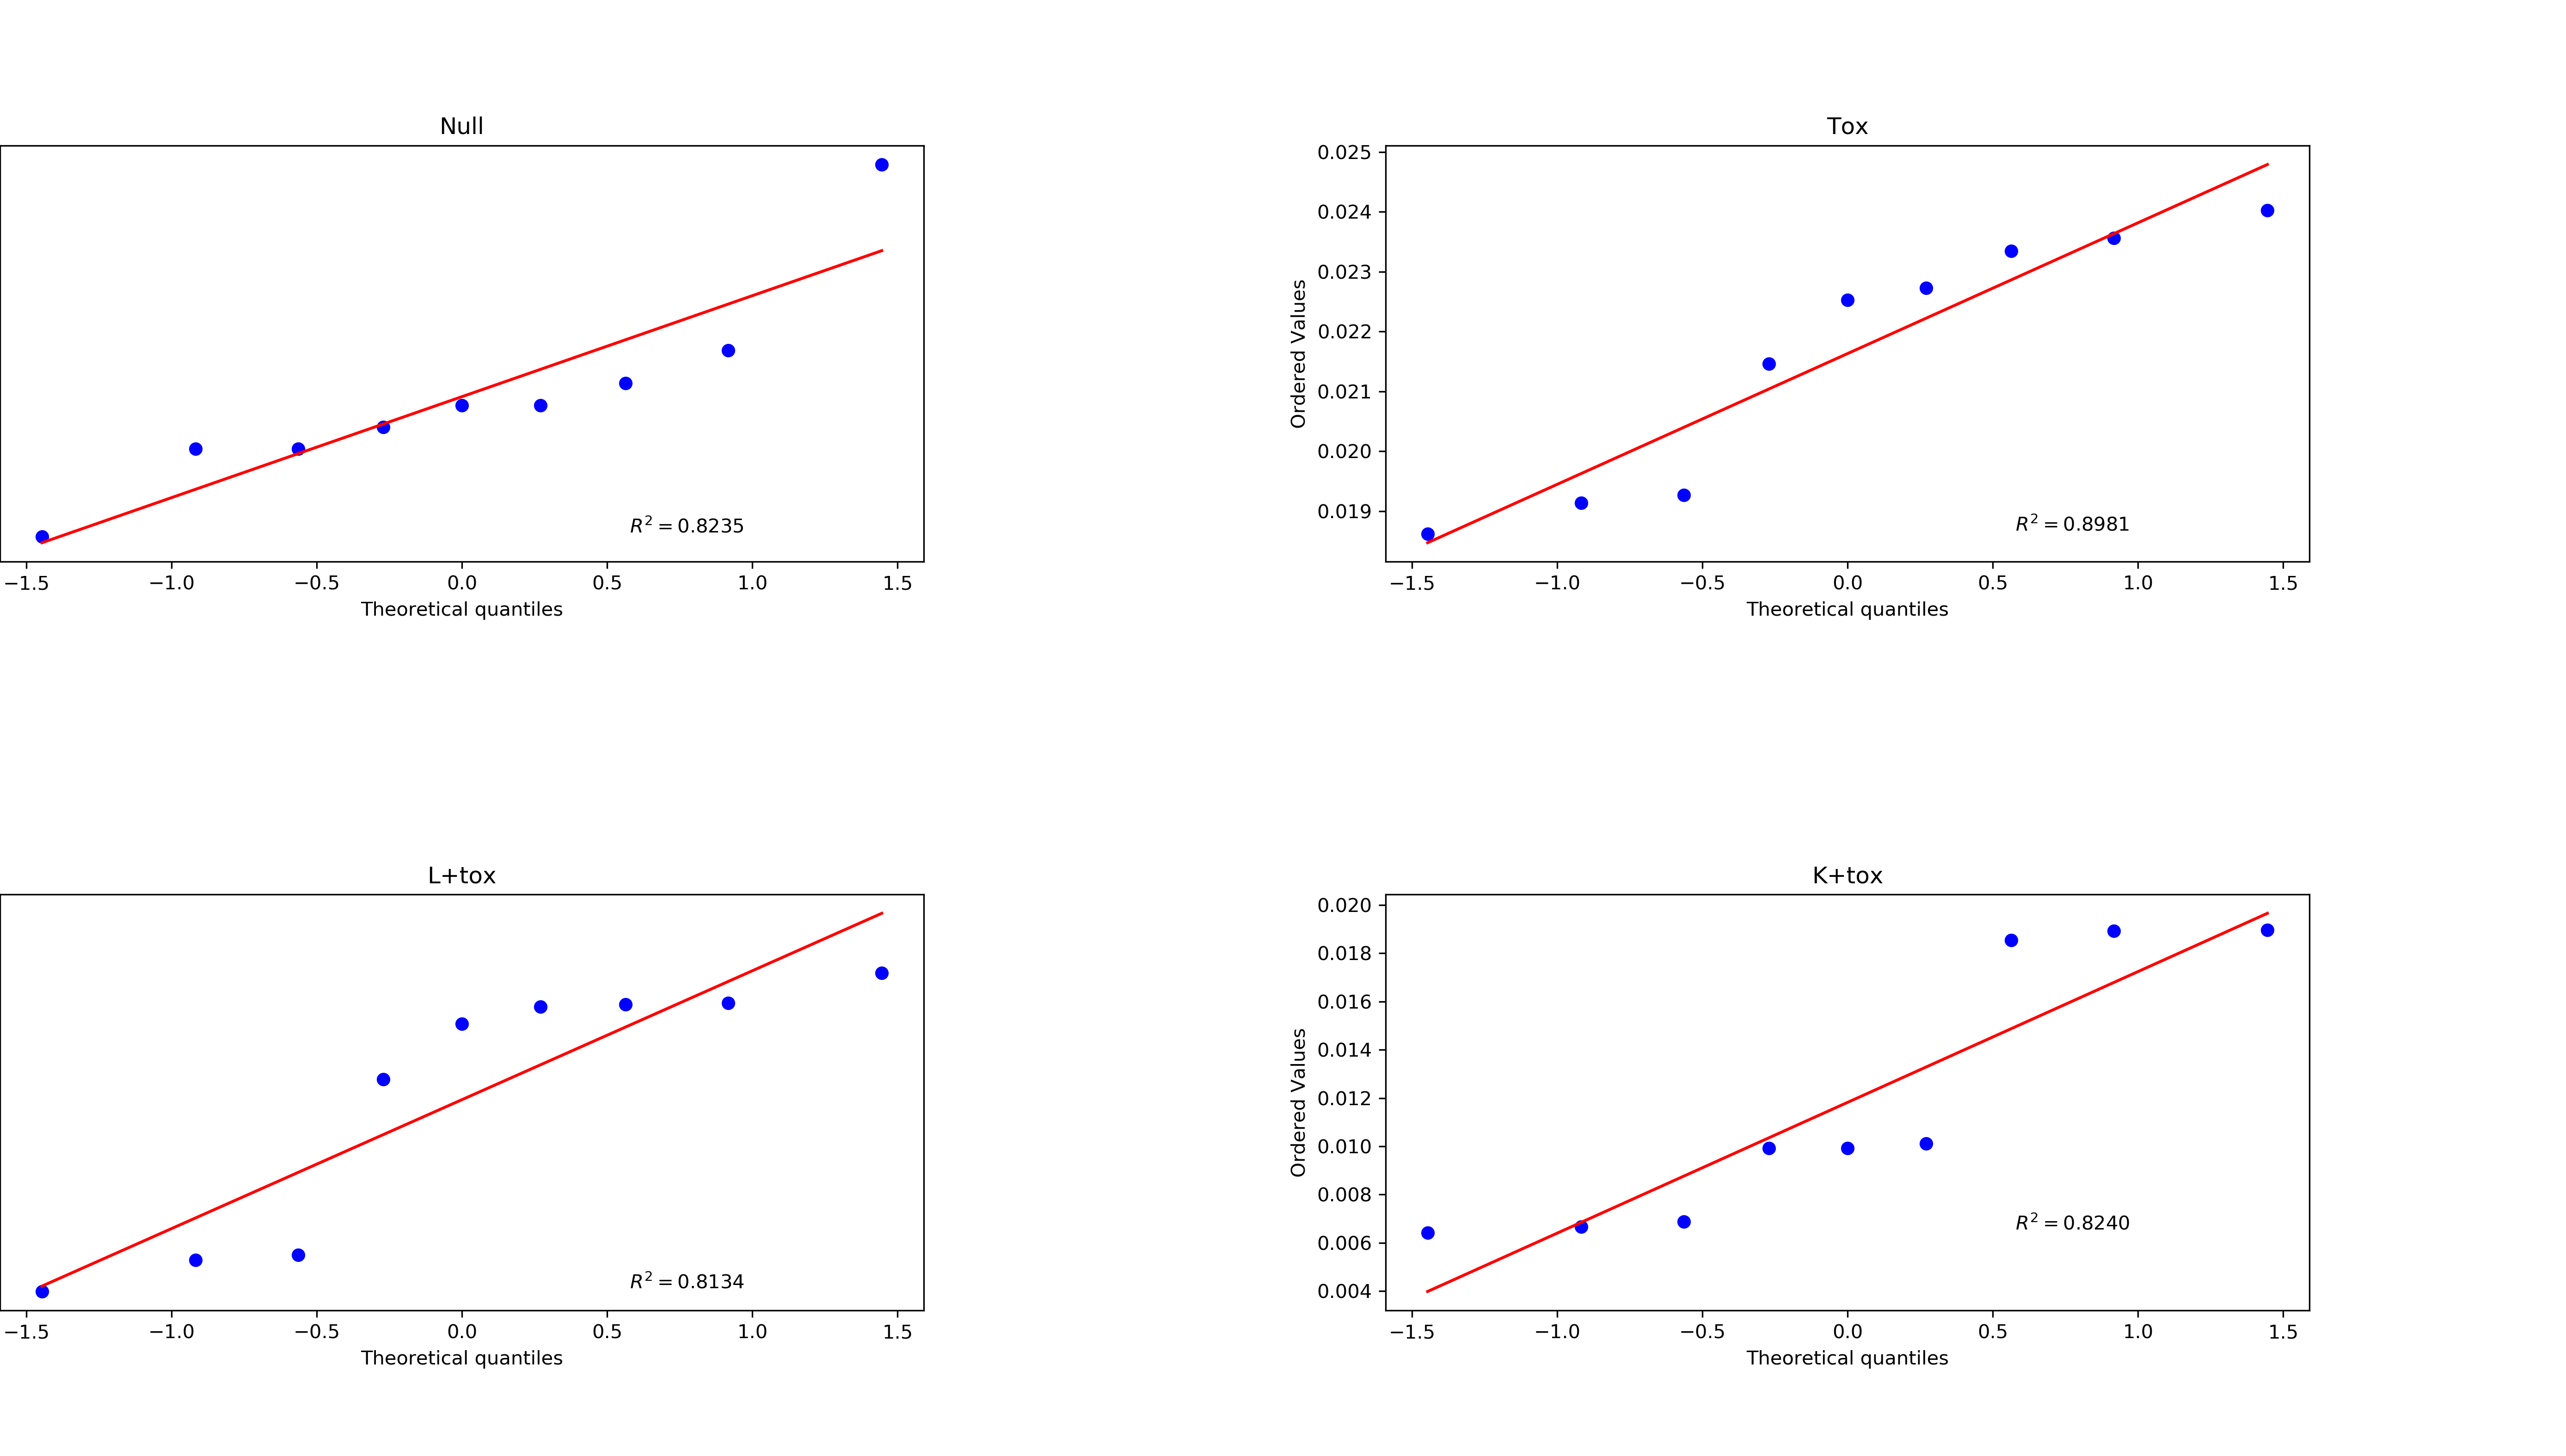 Null
−1.5 −1.0 −0.5 0.0 0.5 1.0 1.5
Theoretical quantiles
R² = 0.8235
Tox
0.025
0.024
0.023
0.022
0.021
0.020
0.019
Ordered Values
R² = 0.8981
−1.5 −1.0 −0.5 0.0 0.5 1.0 1.5
Theoretical quantiles
L+tox
R² = 0.8134
−1.5 −1.0 −0.5 0.0 0.5 1.0 1.5
Theoretical quantiles
K+tox
0.020
0.018
0.016
0.014
0.012
0.010
0.008
0.006
0.004
Ordered Values
R² = 0.8240
−1.5 −1.0 −0.5 0.0 0.5 1.0 1.5
Theoretical quantiles